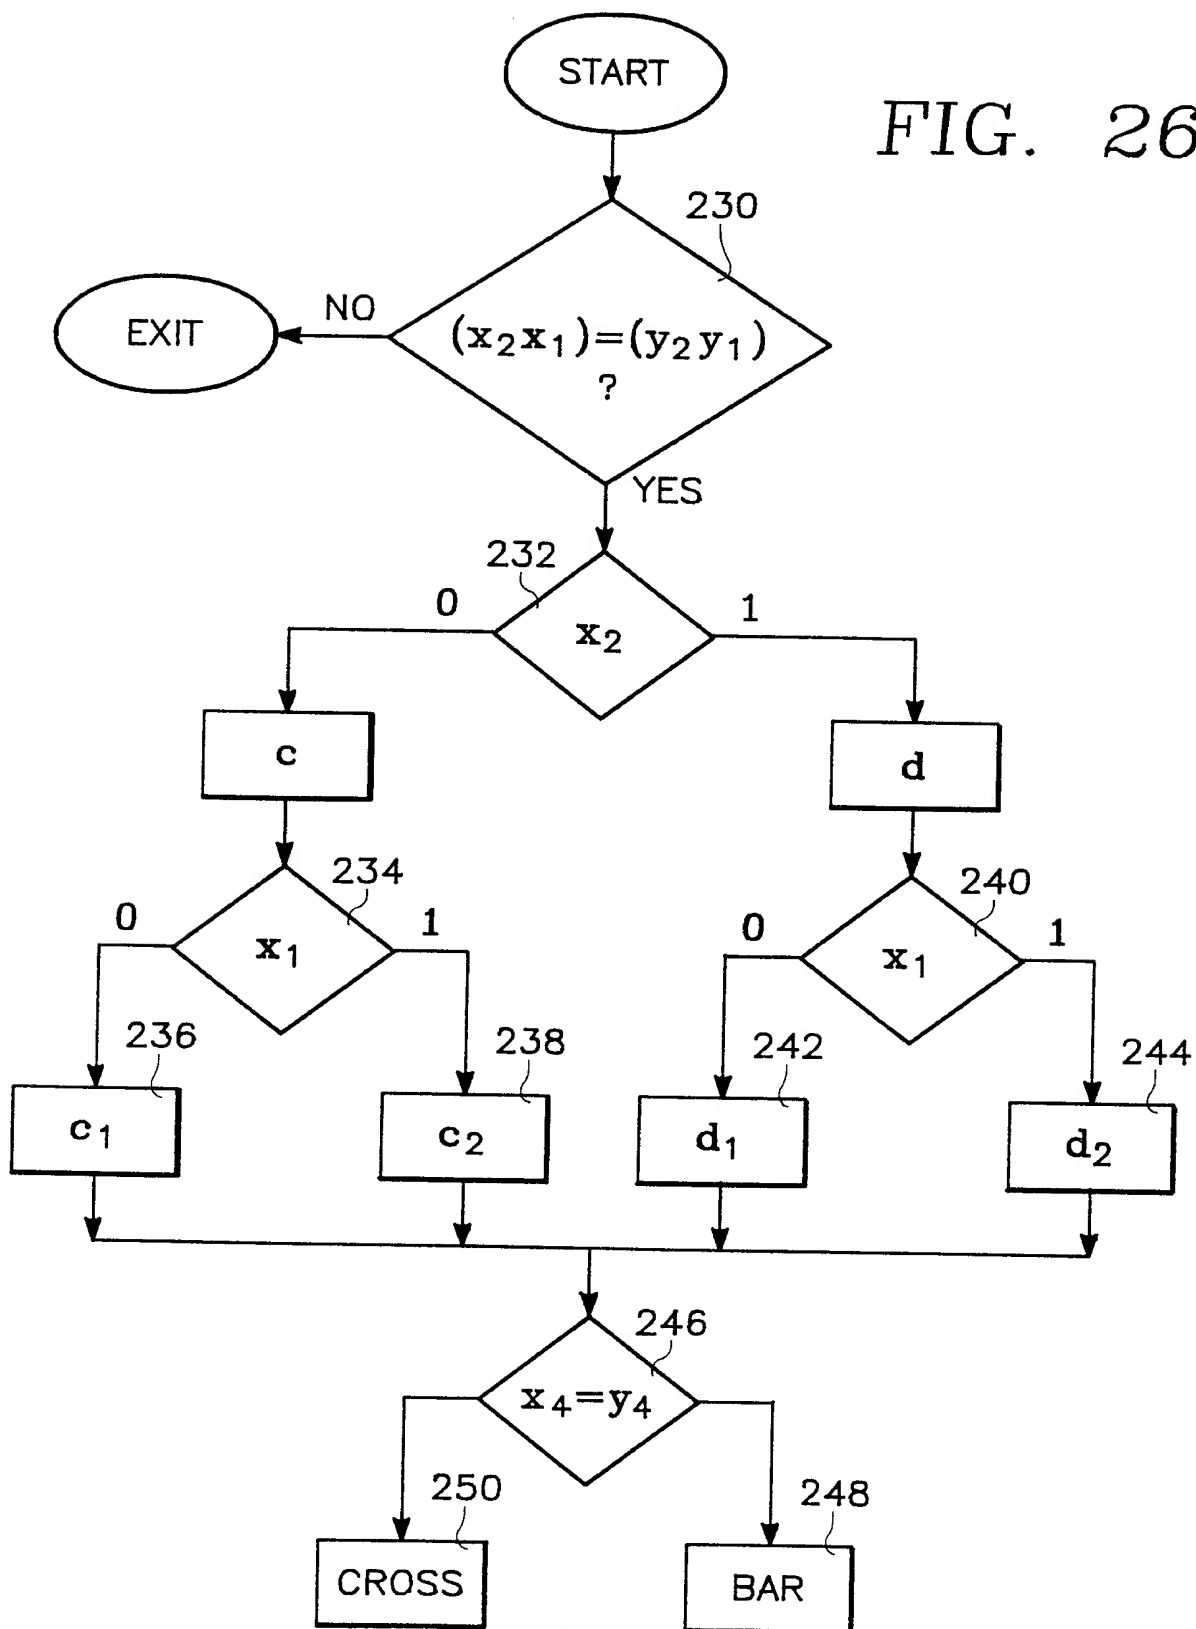 START
FIG. 26
230
NO
EXIT
(x₂x₁)=(y₂y₁)
?
YES
232
0
1
x₂
c
d
234
240
0
1
0
1
x₁
x₁
236
238
242
244
c₁
c₂
d₁
d₂
246
x₄=y₄
250
248
CROSS
BAR